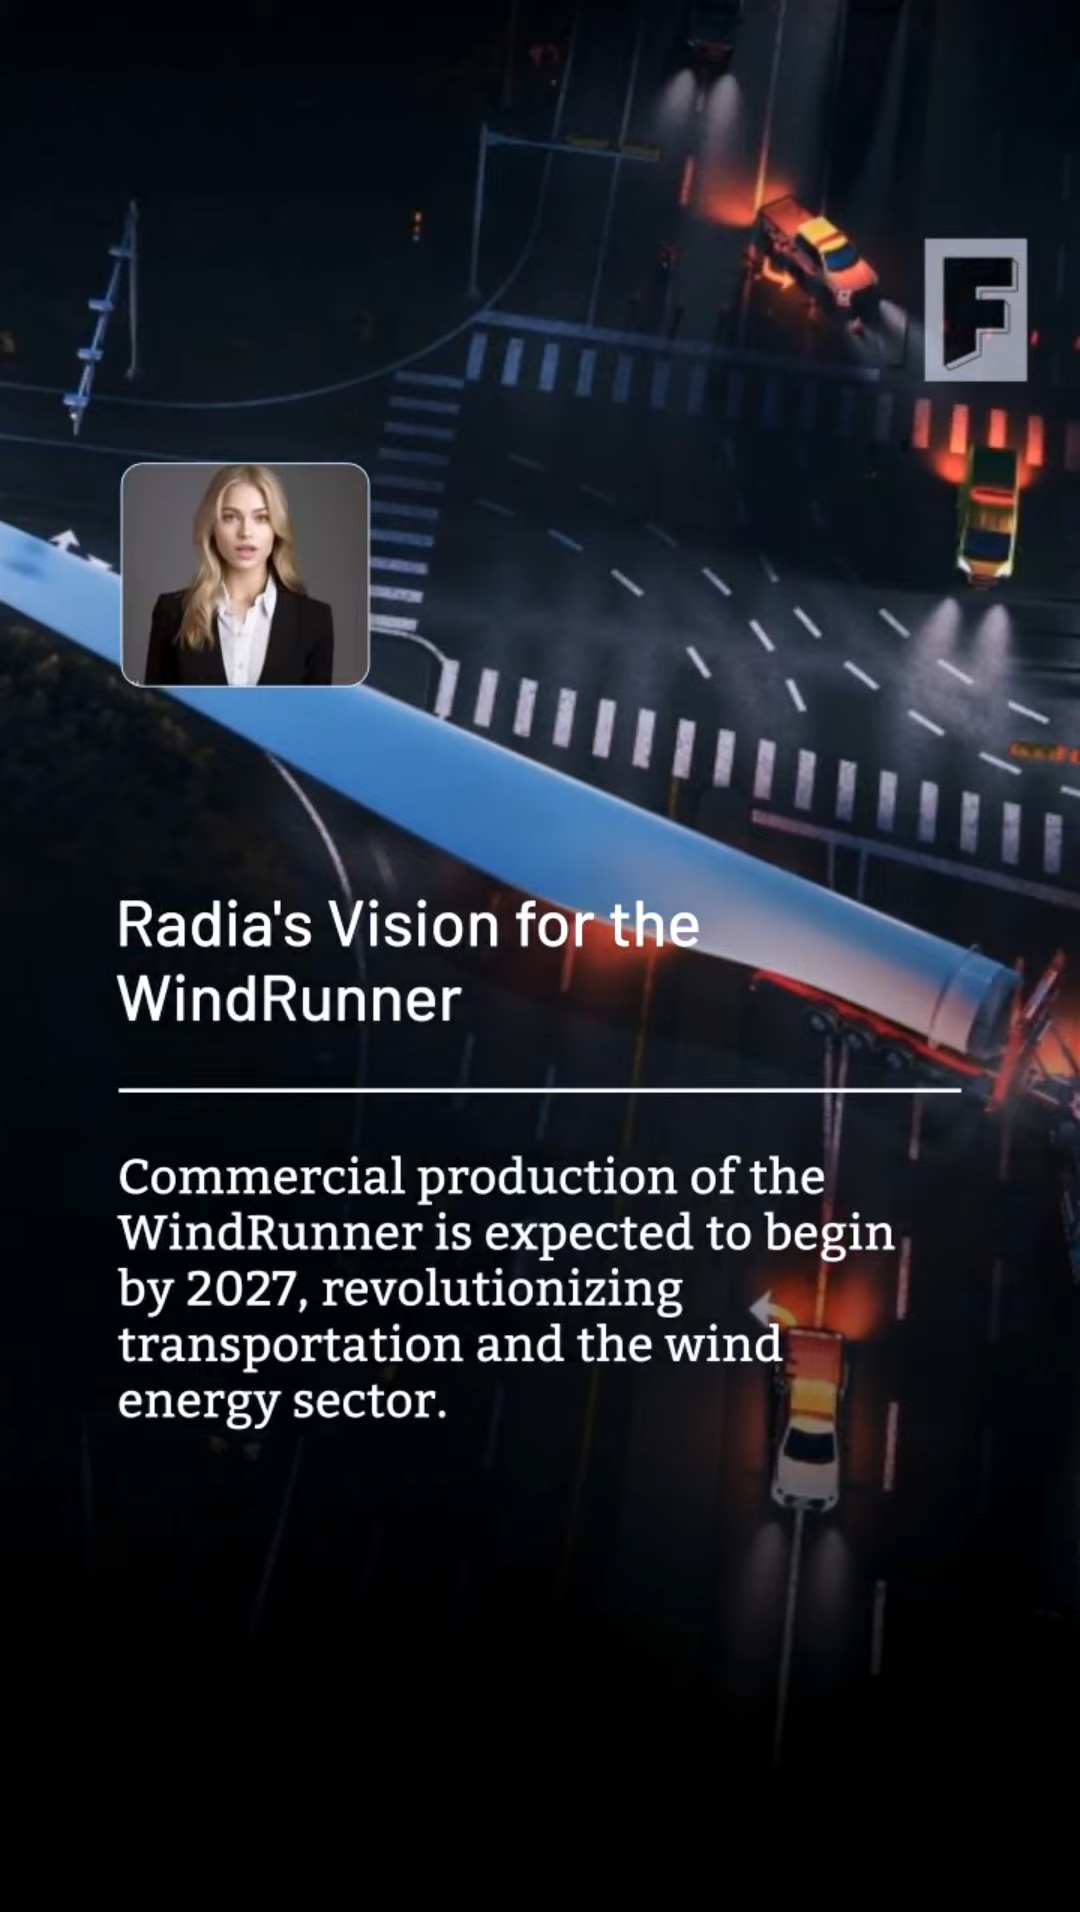 F
Radia's Vision for the
WindRunner
Commercial production of the
WindRunner is expected to begin
by 2027, revolutionizing
transportation and the wind
energy sector.